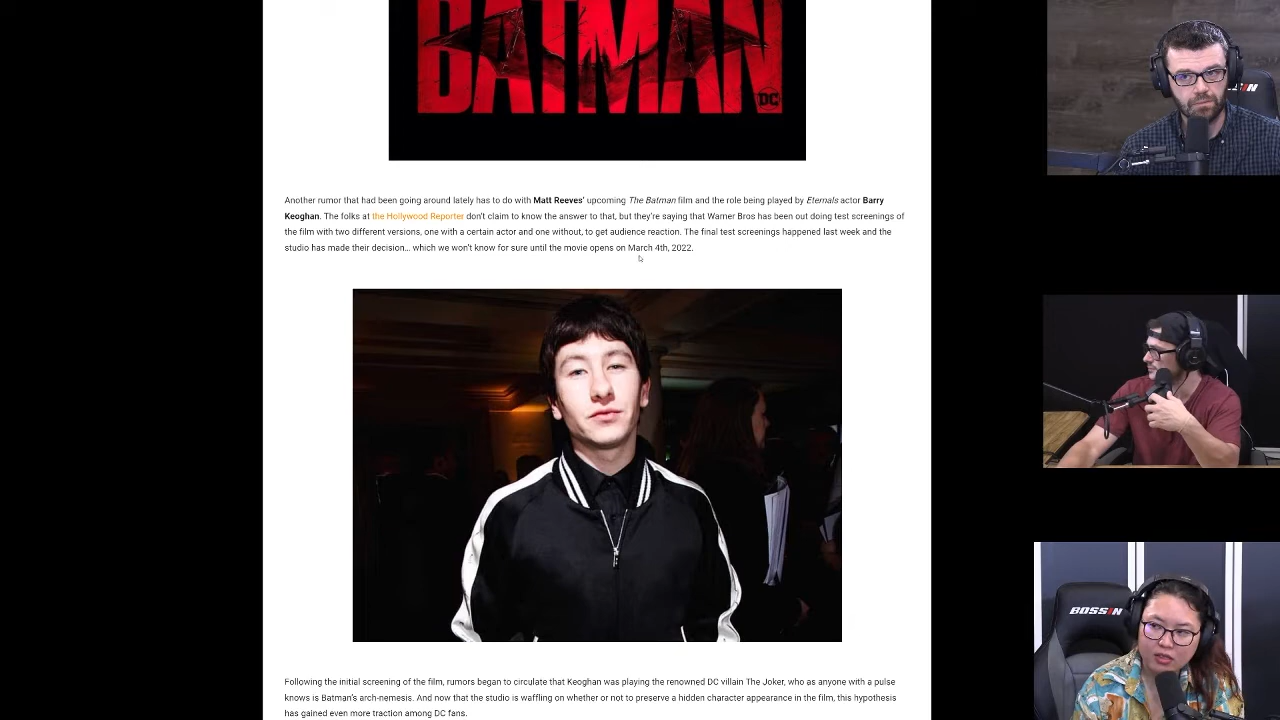 BATMAN
DC
Another rumor that had been going around lately has to do with Matt Reeves' upcoming The Batman film and the role being played by Eternals actor Barry
Keoghan. The folks at the Hollywood Reporter don't claim to know the answer to that, but they're saying that Warner Bros has been out doing test screenings
of the film with two different versions, one with a certain actor and one without, to get audience reaction. The final test screenings happened last week and the
studio has made their decision... which we won't know for sure until the movie opens on March 4th, 2022.
Following the initial screening of the film, rumors began to circulate that Keoghan was playing the renowned DC villain The Joker, who as anyone with a pulse
knows is Batman's arch-nemesis. And now that the studio is waffling on whether or not to preserve a hidden character appearance in the film, this hypothesis
has gained even more traction among DC fans.
BOSSIN